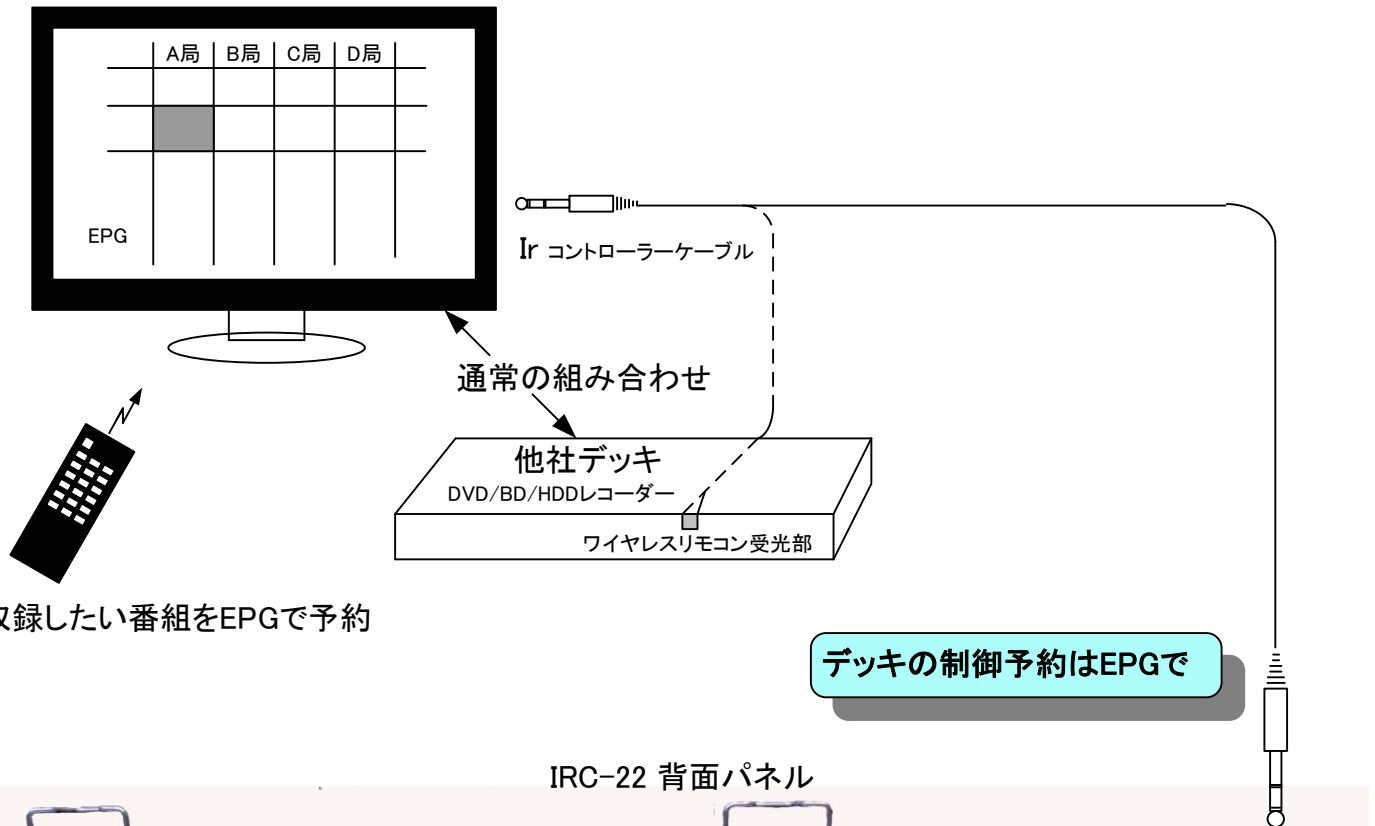 A局 B局 C局 D局
EPG
Ir コントローラーケーブル
通常の組み合わせ
他社デッキ
DVD/BD/HDDレコーダー
ワイヤレスリモコン受光部
収録したい番組をEPGで予約
デッキの制御予約はEPGで
IRC-22 背面パネル